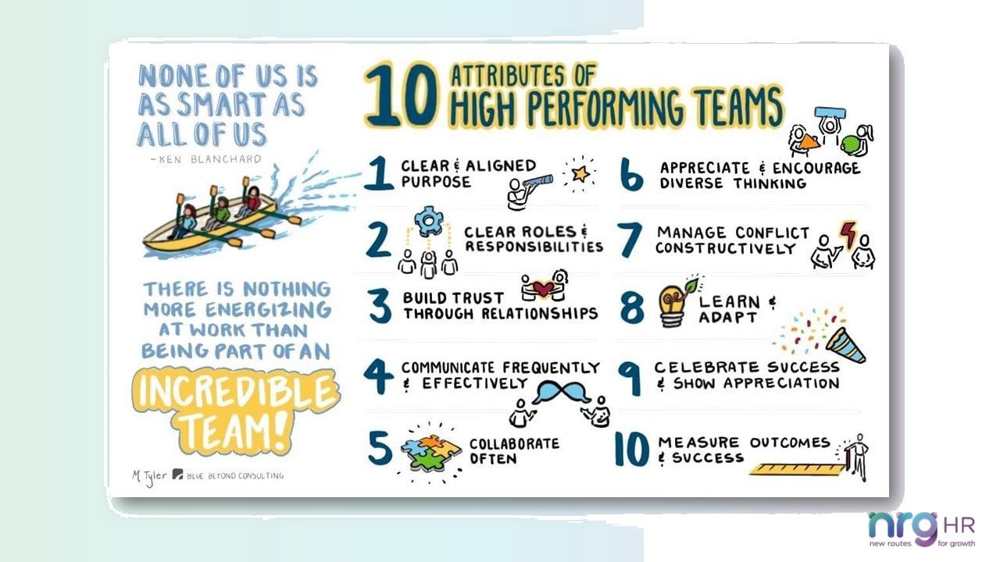 NONE OF US IS
AS SMART AS
ALL OF US
- KEN BLANCHARD
THERE IS NOTHING
MORE ENERGIZING
AT WORK THAN
BEING PART OF AN
INCREDIBLE
TEAM!
M Tyler BLUE BEYOND CONSULTING
10 ATTRIBUTES OF
HIGH PERFORMING TEAMS
1 CLEAR & ALIGNED
PURPOSE
2 CLEAR ROLES &
RESPONSIBILITIES
3 BUILD TRUST
THROUGH RELATIONSHIPS
4 COMMUNICATE FREQUENTLY
& EFFECTIVELY
5 COLLABORATE
OFTEN
6 APPRECIATE & ENCOURAGE
DIVERSE THINKING
7 MANAGE CONFLICT
CONSTRUCTIVELY
8 LEARN &
ADAPT
9 CELEBRATE SUCCESS
& SHOW APPRECIATION
10 MEASURE OUTCOMES
& SUCCESS
nrg HR
new routes for growth